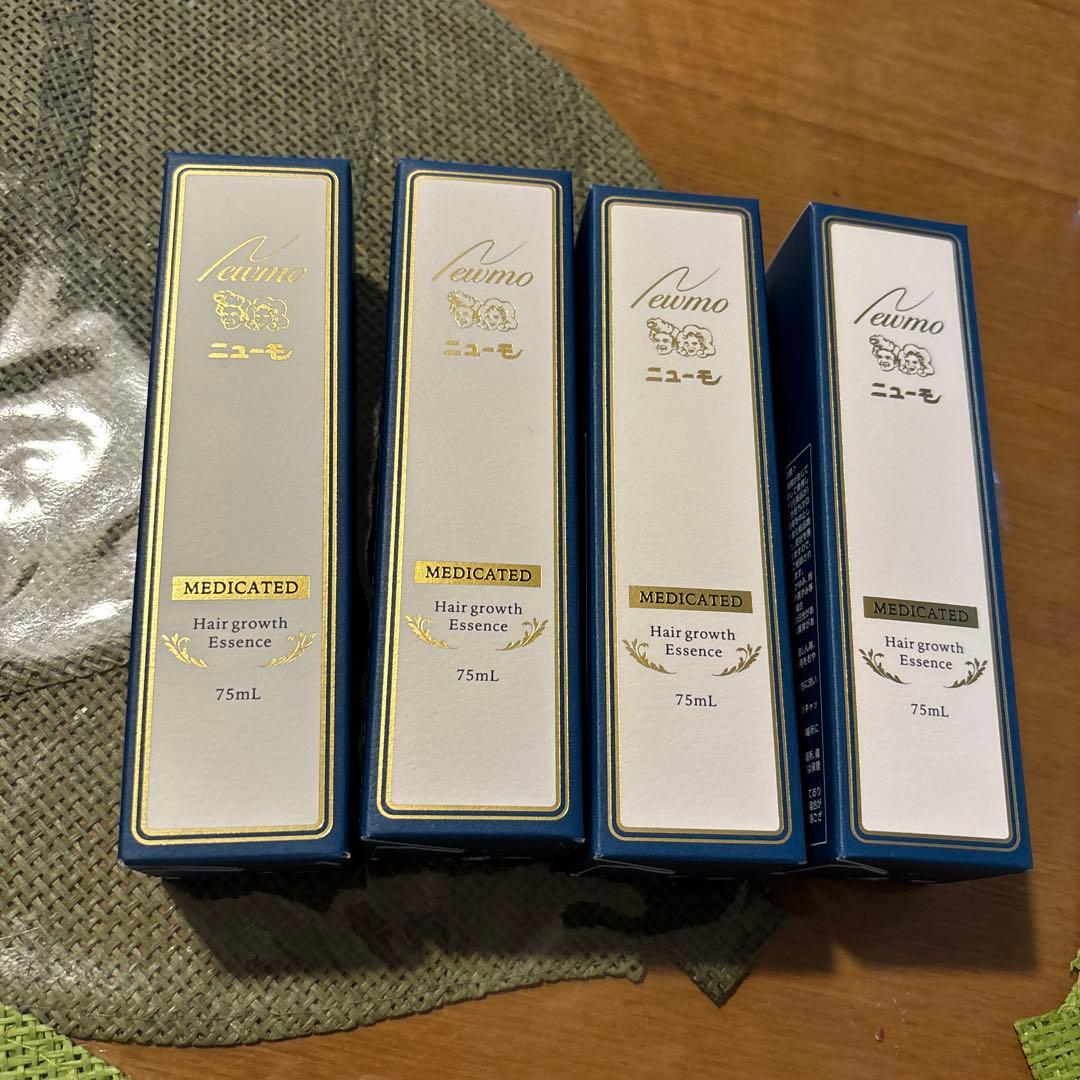 Newmo
ニューモ
MEDICATED
Hair growth
Essence
75mL
Newmo
ニューモ
MEDICATED
Hair growth
Essence
75mL
Newmo
ニューモ
MEDICATED
Hair growth
Essence
75mL
Newmo
ニューモ
MEDICATED
Hair growth
Essence
75mL